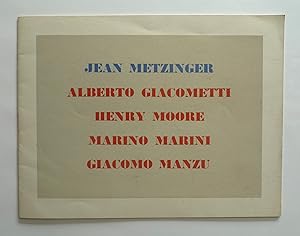 JEAN METZINGER
ALBERTO GIACOMETTI
HENRY MOORE
MARINO MARINI
GIACOMO MANZU